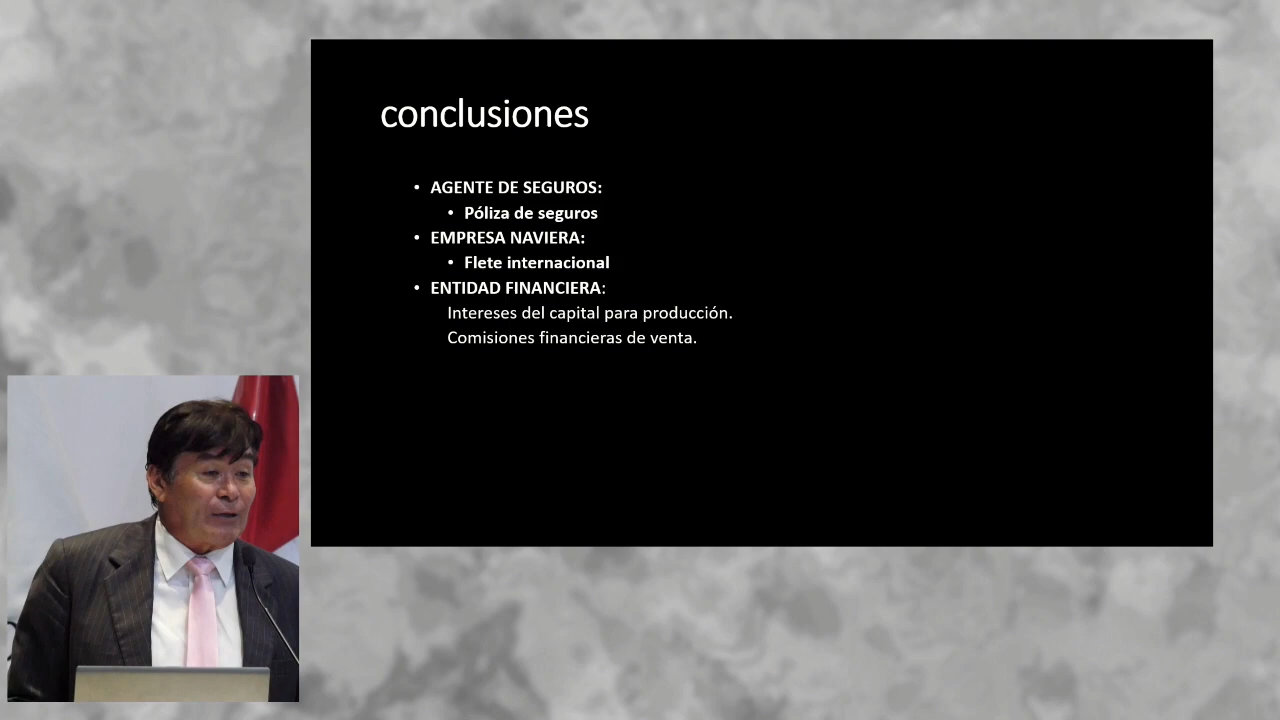 conclusiones
• AGENTE DE SEGUROS:
• Póliza de seguros
• EMPRESA NAVIERA:
• Flete internacional
• ENTIDAD FINANCIERA:
Intereses del capital para producción.
Comisiones financieras de venta.